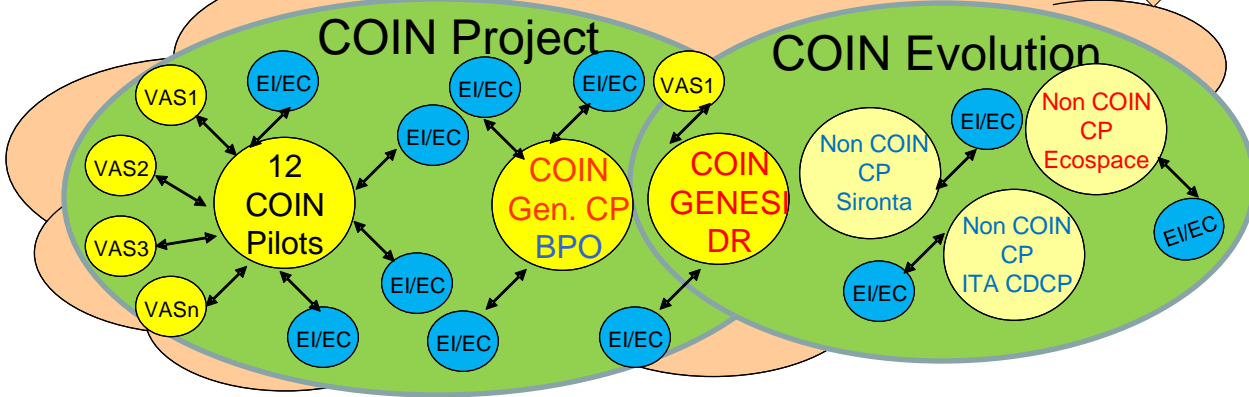 COIN Project
COIN Evolution
VAS1
EI/EC
EI/EC
EI/EC
VAS1
EI/EC
EI/EC
Non COIN
CP
Ecospace
VAS2
12
COIN
Pilots
COIN
Gen. CP
BPO
COIN
GENESI
DR
Non COIN
CP
Sironta
VAS3
Non COIN
CP
ITA CDCP
EI/EC
VASn
EI/EC
EI/EC
EI/EC
EI/EC
EI/EC